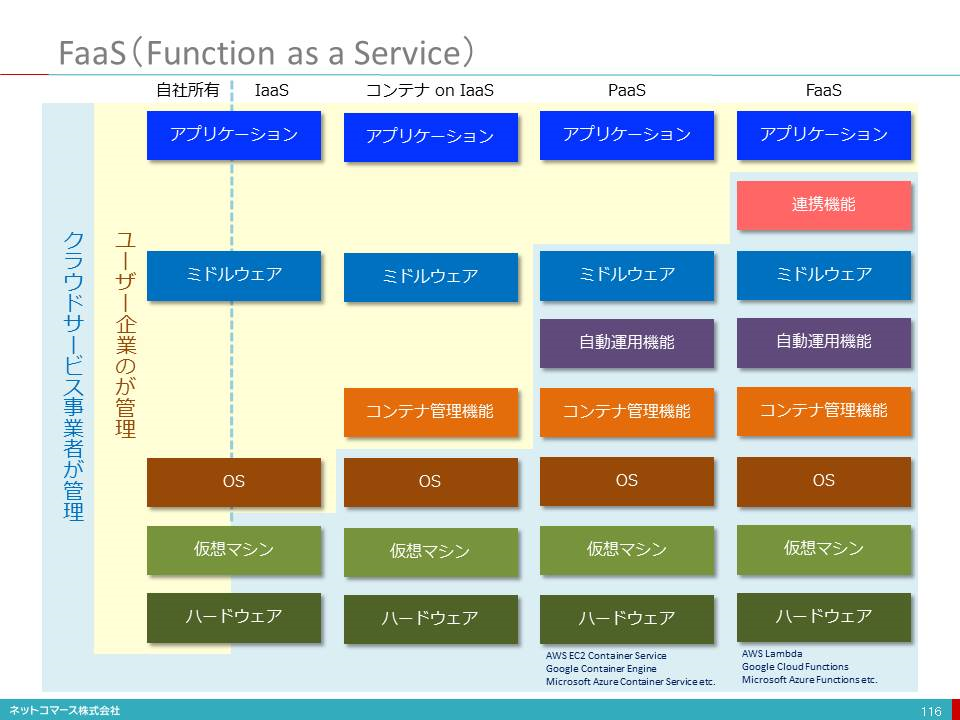 FaaS（Function as a Service）
自社所有 IaaS コンテナ on IaaS PaaS FaaS
クラウドサービス事業者が管理
ユーザー企業のが管理
アプリケーション アプリケーション アプリケーション アプリケーション
連携機能
ミドルウェア ミドルウェア ミドルウェア ミドルウェア
自動運用機能 自動運用機能
コンテナ管理機能 コンテナ管理機能 コンテナ管理機能
OS OS OS OS
仮想マシン 仮想マシン 仮想マシン 仮想マシン
ハードウェア ハードウェア ハードウェア ハードウェア
AWS EC2 Container Service
Google Container Engine
Microsoft Azure Container Service etc.
AWS Lambda
Google Cloud Functions
Microsoft Azure Functions etc.
ネットコマース株式会社 116